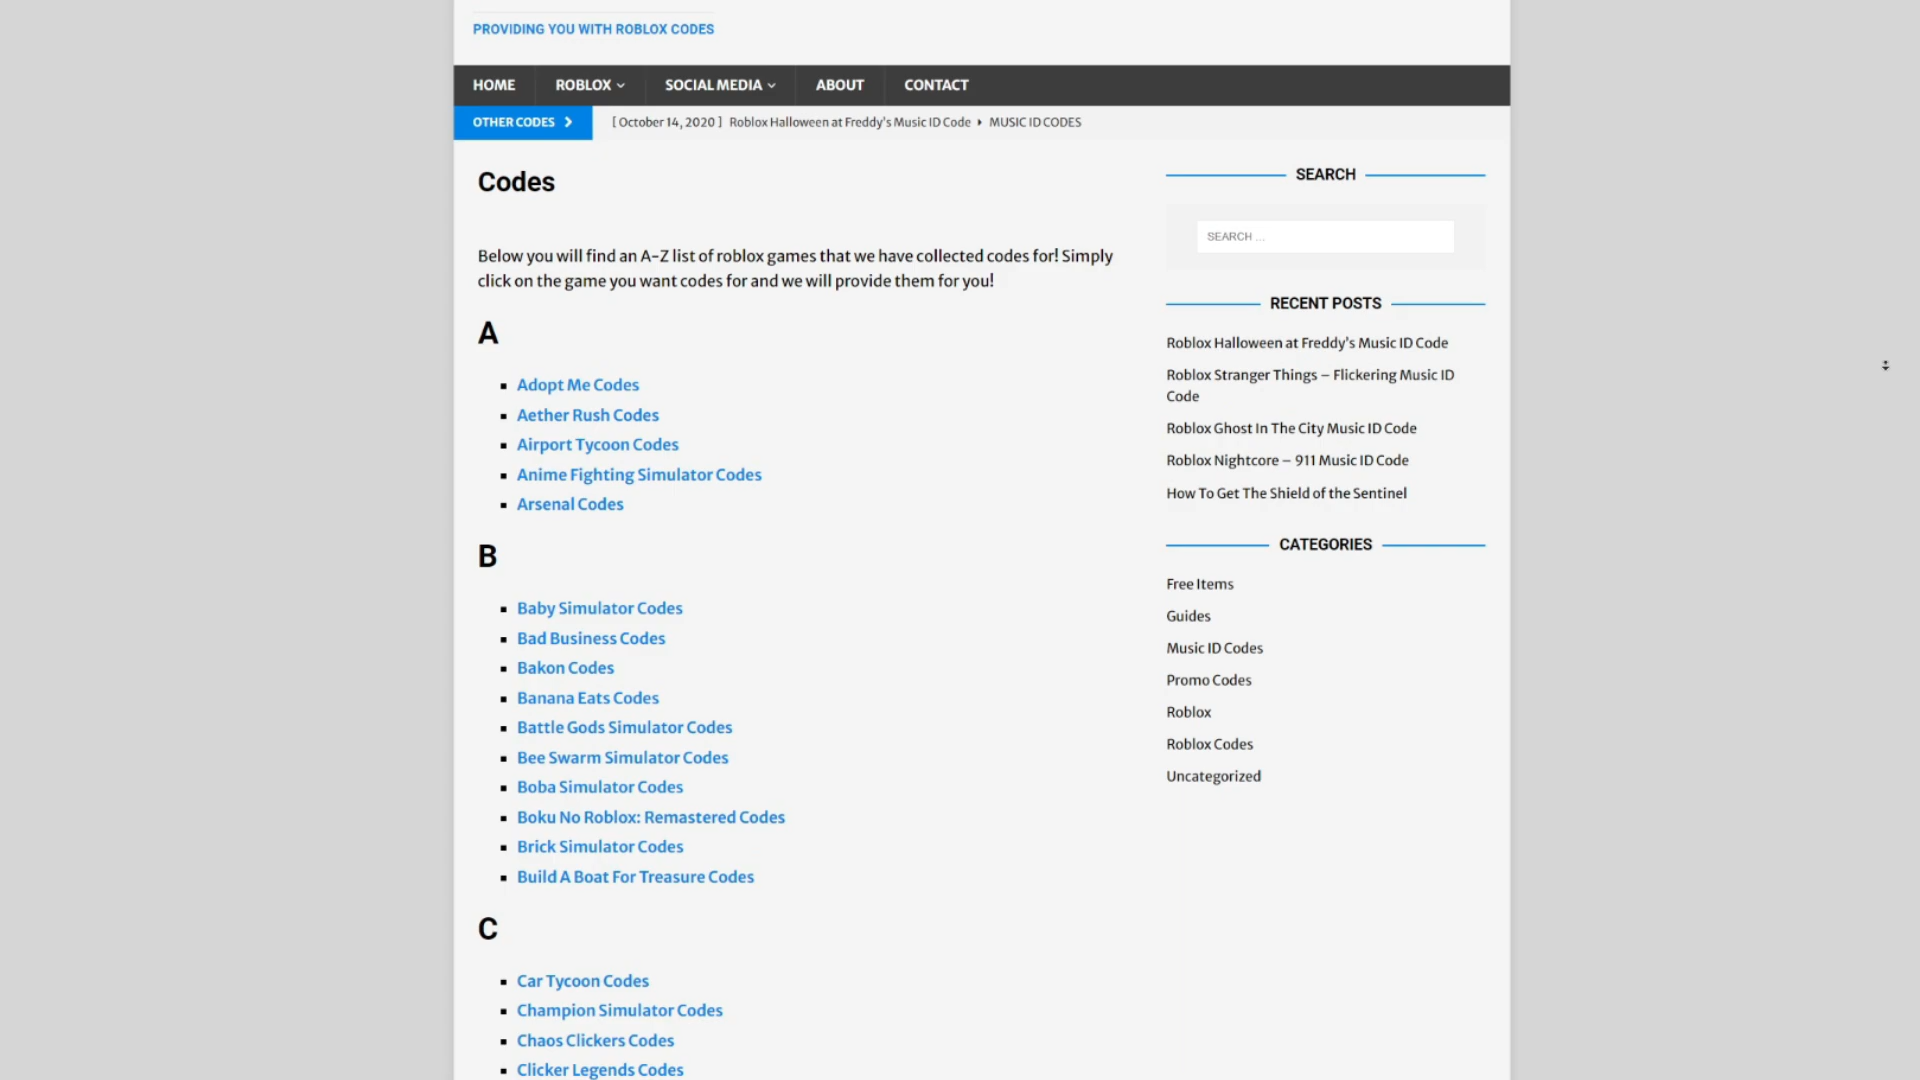 PROVIDING YOU WITH ROBLOX CODES
HOME ROBLOX SOCIAL MEDIA ABOUT CONTACT
OTHER CODES [ October 14, 2020 ] Roblox Halloween at Freddy's Music ID Code MUSIC ID CODES
Codes
Below you will find an A-Z list of roblox games that we have collected codes for! Simply
click on the game you want codes for and we will provide them for you!
A
Adopt Me Codes
Aether Rush Codes
Airport Tycoon Codes
Anime Fighting Simulator Codes
Arsenal Codes
B
Baby Simulator Codes
Bad Business Codes
Bakon Codes
Banana Eats Codes
Battle Gods Simulator Codes
Bee Swarm Simulator Codes
Boba Simulator Codes
Boku No Roblox: Remastered Codes
Brick Simulator Codes
Build A Boat For Treasure Codes
C
Car Tycoon Codes
Champion Simulator Codes
Chaos Clickers Codes
Clicker Legends Codes
SEARCH
SEARCH ...
RECENT POSTS
Roblox Halloween at Freddy's Music ID Code
Roblox Stranger Things – Flickering Music ID
Code
Roblox Ghost In The City Music ID Code
Roblox Nightcore – 911 Music ID Code
How To Get The Shield of the Sentinel
CATEGORIES
Free Items
Guides
Music ID Codes
Promo Codes
Roblox
Roblox Codes
Uncategorized